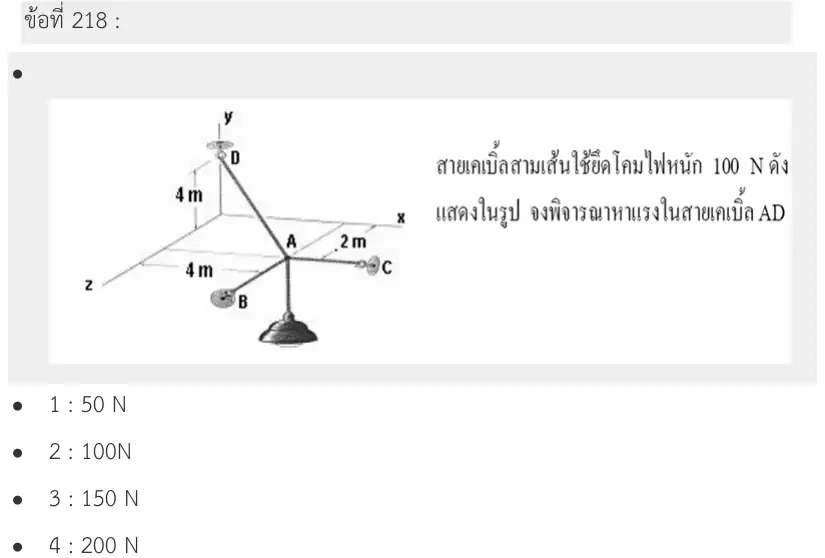 ข้อที่ 218 :
y
D
4 m
x
A
2 m
C
4 m
z
B
สายเคเบิ้ลสามเส้นใช้ยึดโคมไฟหนัก 100 N ดัง
แสดงในรูป จงพิจารณาหาแรงในสายเคเบิ้ล AD
1 : 50 N
2 : 100N
3 : 150 N
4 : 200 N